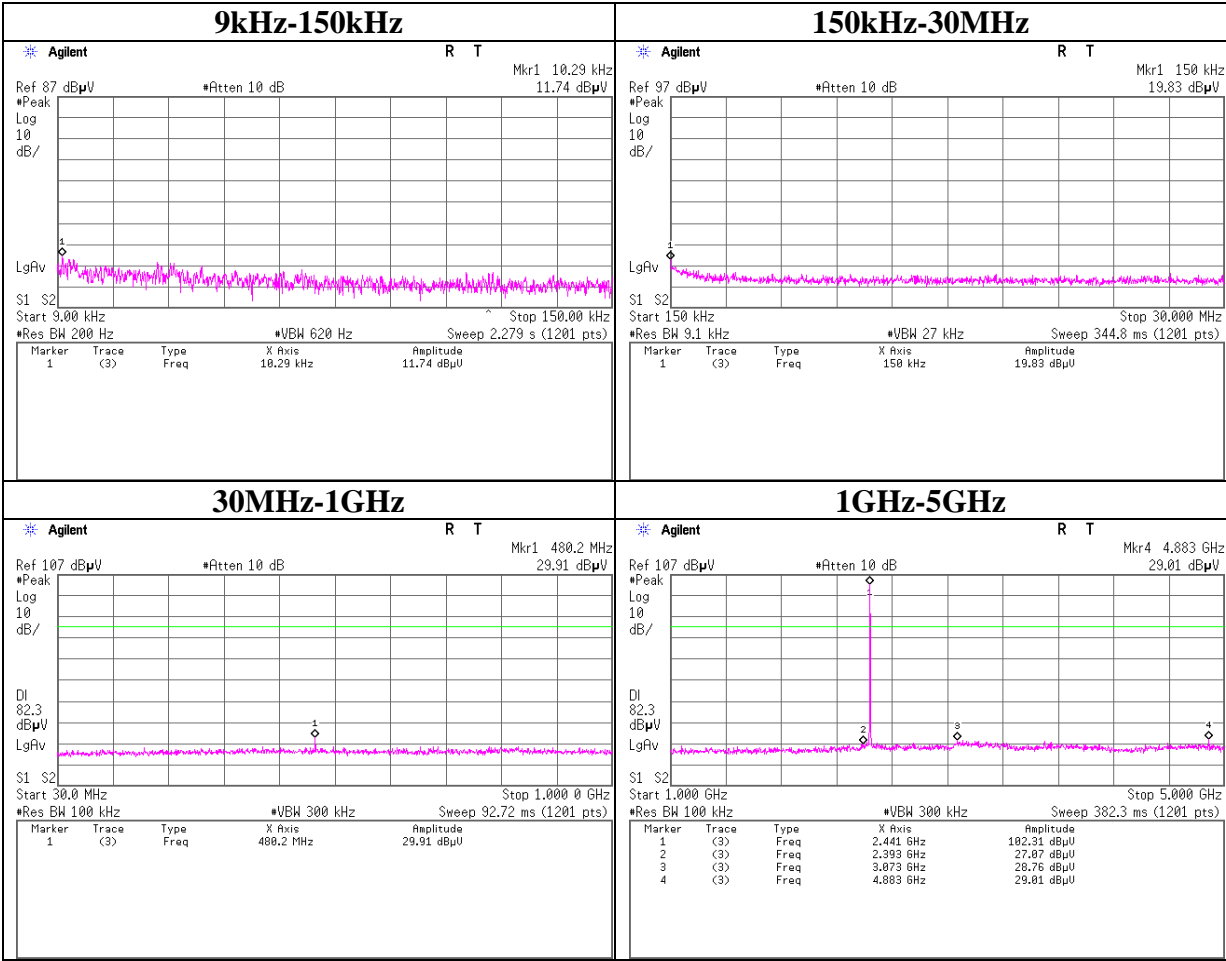 9kHz-150kHz
Agilent R T
Mkr1 10.29 kHz
Ref 87 dBµV #Atten 10 dB 11.74 dBµV
#Peak
Log
10
dB/
1
LgAv
S1 S2
Start 9.00 kHz ^ Stop 150.00 kHz
#Res BW 200 Hz #VBW 620 Hz Sweep 2.279 s (1201 pts)
Marker Trace Type X Axis Amplitude
1 (3) Freq 10.29 kHz 11.74 dBµV
150kHz-30MHz
Agilent R T
Mkr1 150 kHz
Ref 97 dBµV #Atten 10 dB 19.83 dBµV
#Peak
Log
10
dB/
1
LgAv
S1 S2
Start 150 kHz Stop 30.000 MHz
#Res BW 9.1 kHz #VBW 27 kHz Sweep 344.8 ms (1201 pts)
Marker Trace Type X Axis Amplitude
1 (3) Freq 150 kHz 19.83 dBµV
30MHz-1GHz
Agilent R T
Mkr1 480.2 MHz
Ref 107 dBµV #Atten 10 dB 29.91 dBµV
#Peak
Log
10
dB/
DI
82.3
dBµV
1
LgAv
S1 S2
Start 30.0 MHz Stop 1.000 0 GHz
#Res BW 100 kHz #VBW 300 kHz Sweep 92.72 ms (1201 pts)
Marker Trace Type X Axis Amplitude
1 (3) Freq 480.2 MHz 29.91 dBµV
1GHz-5GHz
Agilent R T
Mkr4 4.883 GHz
Ref 107 dBµV #Atten 10 dB 29.01 dBµV
#Peak
Log
1
10
dB/
DI
82.3
dBµV
2 3 4
LgAv
S1 S2
Start 1.000 GHz Stop 5.000 GHz
#Res BW 100 kHz #VBW 300 kHz Sweep 382.3 ms (1201 pts)
Marker Trace Type X Axis Amplitude
1 (3) Freq 2.441 GHz 102.31 dBµV
2 (3) Freq 2.393 GHz 27.07 dBµV
3 (3) Freq 3.073 GHz 28.76 dBµV
4 (3) Freq 4.883 GHz 29.01 dBµV